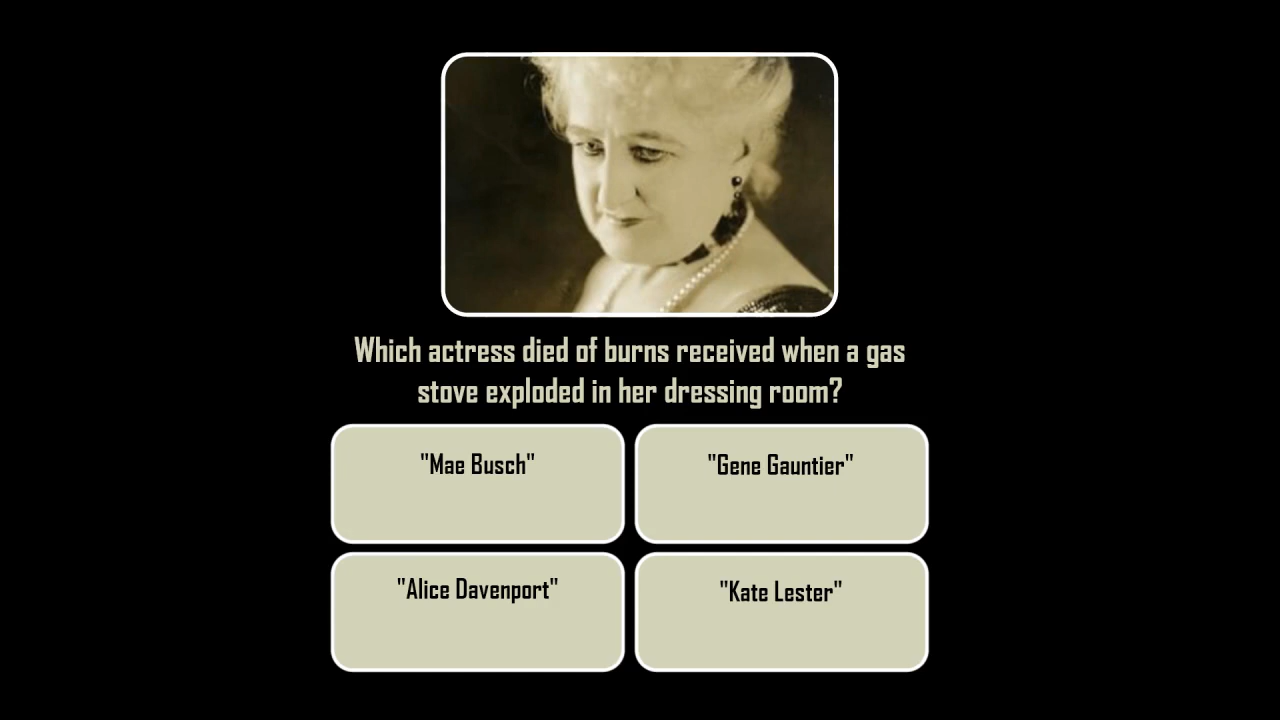 Which actress died of burns received when a gas
stove exploded in her dressing room?
"Mae Busch"
"Gene Gauntier"
"Alice Davenport"
"Kate Lester"